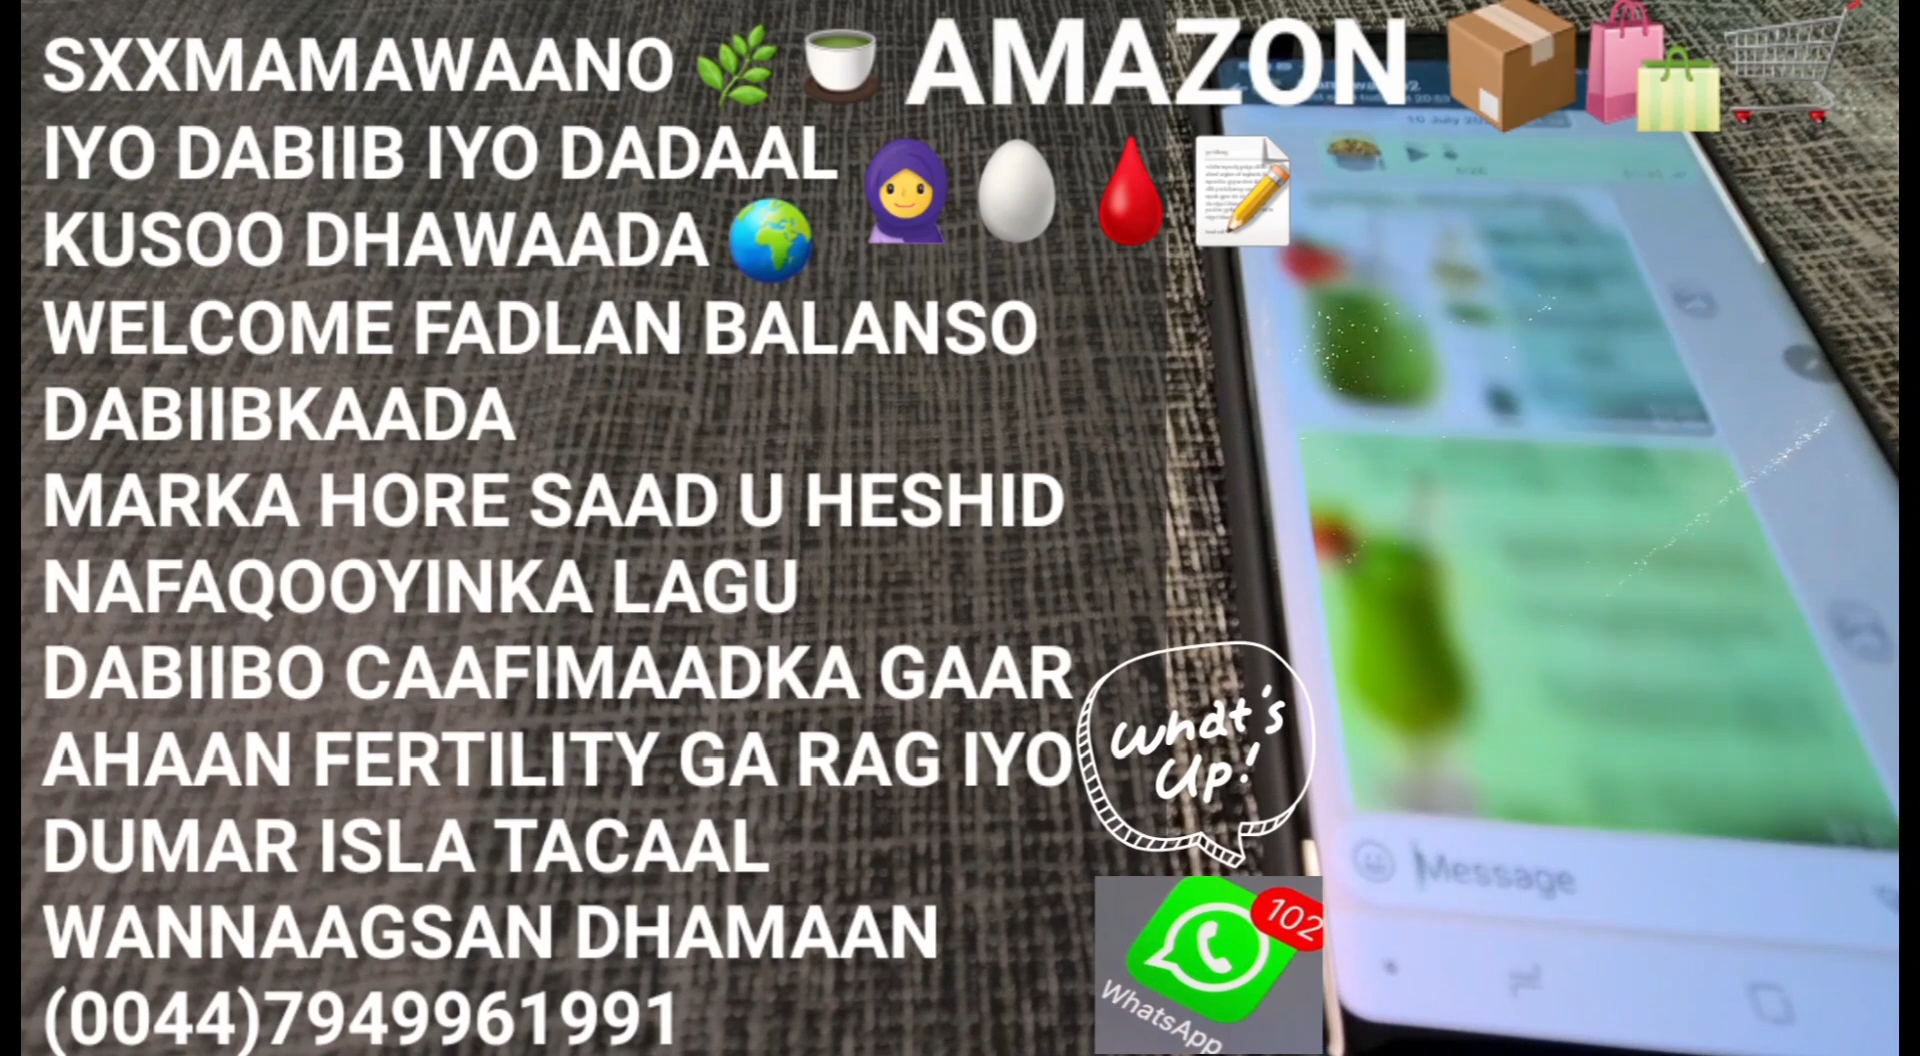 SXXMAMAWAANO 🌿 🍵 AMAZON 📦🛍️🛒
IYO DABIIB IYO DADAAL 🧕 🥚 🩸 📝
KUSOO DHAWAADA 🌍
WELCOME FADLAN BALANSO
DABIIBKAADA
MARKA HORE SAAD U HESHID
NAFAQOOYINKA LAGU
DABIIBO CAAFIMAADKA GAAR
AHAAN FERTILITY GA RAG IYO
DUMAR ISLA TACAAL
WANNAAGSAN DHAMAAN
(0044)7949961991
what's
up!
102
WhatsApp
Message